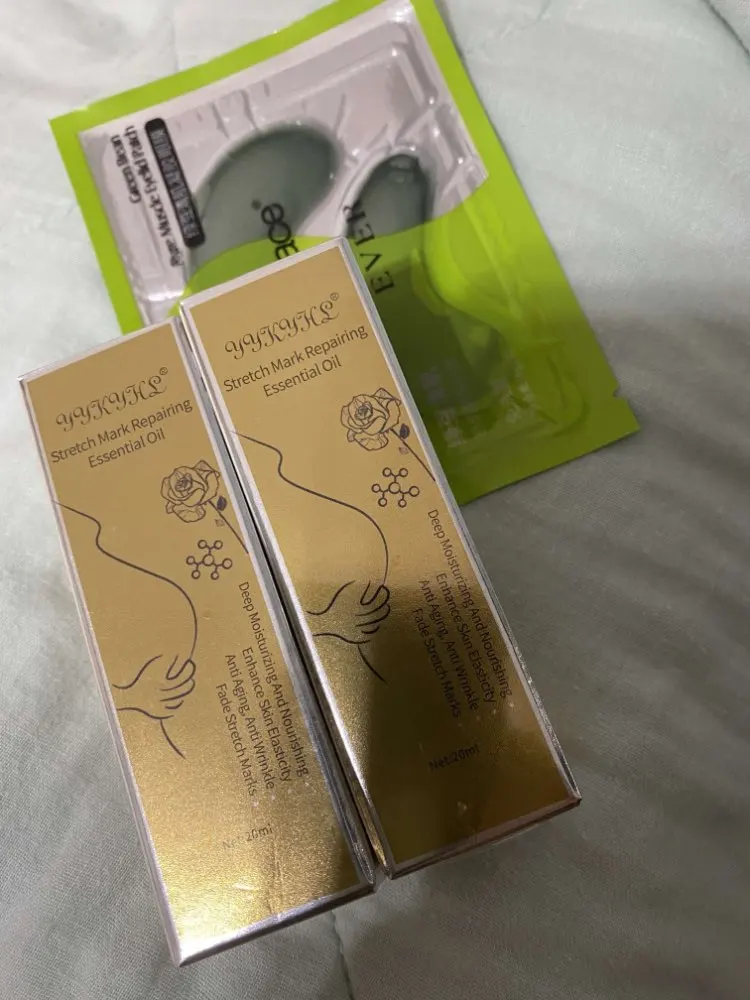 Green Bean
EVER
YYKYHL®
Stretch Mark Repairing
Essential Oil
Deep Moisturizing And Nourishing
Enhance Skin Elasticity
Anti Aging, Anti Wrinkle
Fade Stretch Marks
Net:20ml
YYKYHL®
Stretch Mark Repairing
Essential Oil
Deep Moisturizing And Nourishing
Enhance Skin Elasticity
Anti Aging, Anti Wrinkle
Fade Stretch Marks
Net:20ml